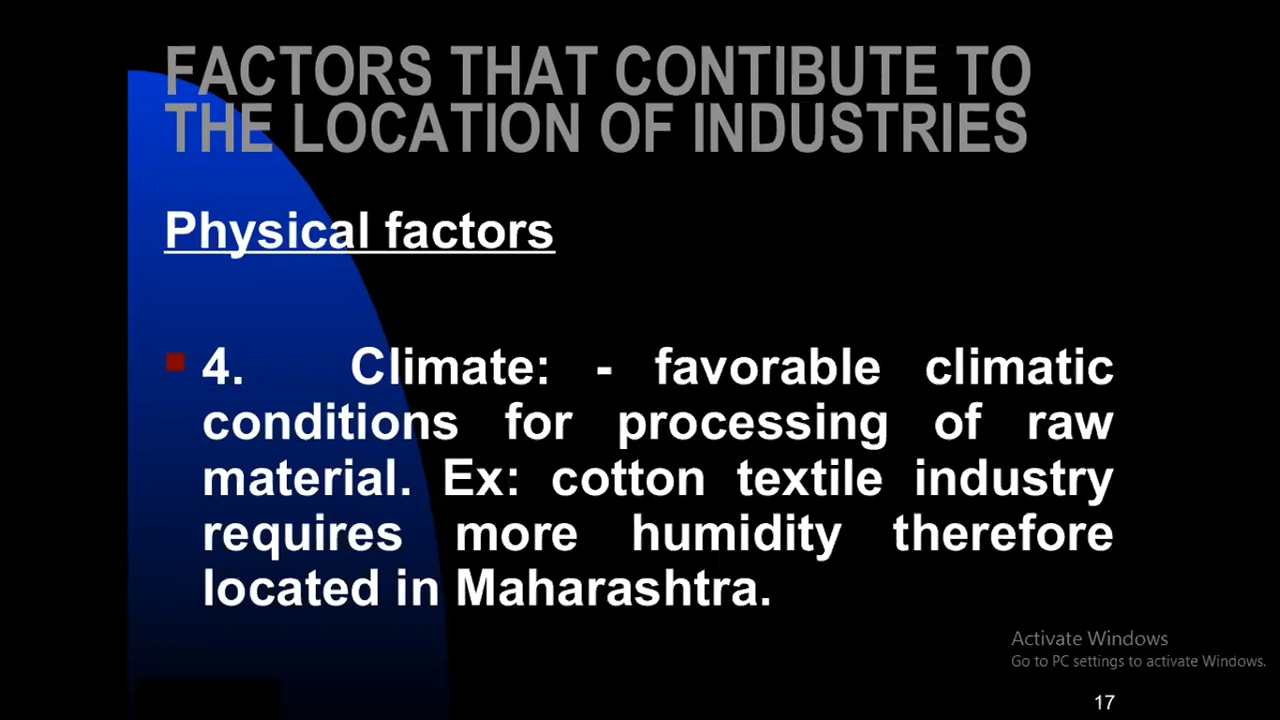 FACTORS THAT CONTIBUTE TO
THE LOCATION OF INDUSTRIES
Physical factors
4. Climate: - favorable climatic
conditions for processing of raw
material. Ex: cotton textile industry
requires more humidity therefore
located in Maharashtra.
Activate Windows
Go to PC settings to activate Windows.
17